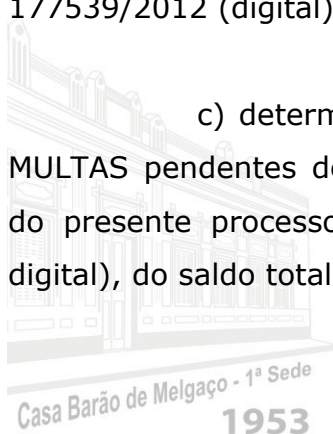 177539/2012 (digital)
c) determ
MULTAS pendentes de
do presente processo
digital), do saldo total
Casa Barão de Melgaço - 1ª Sede
1953